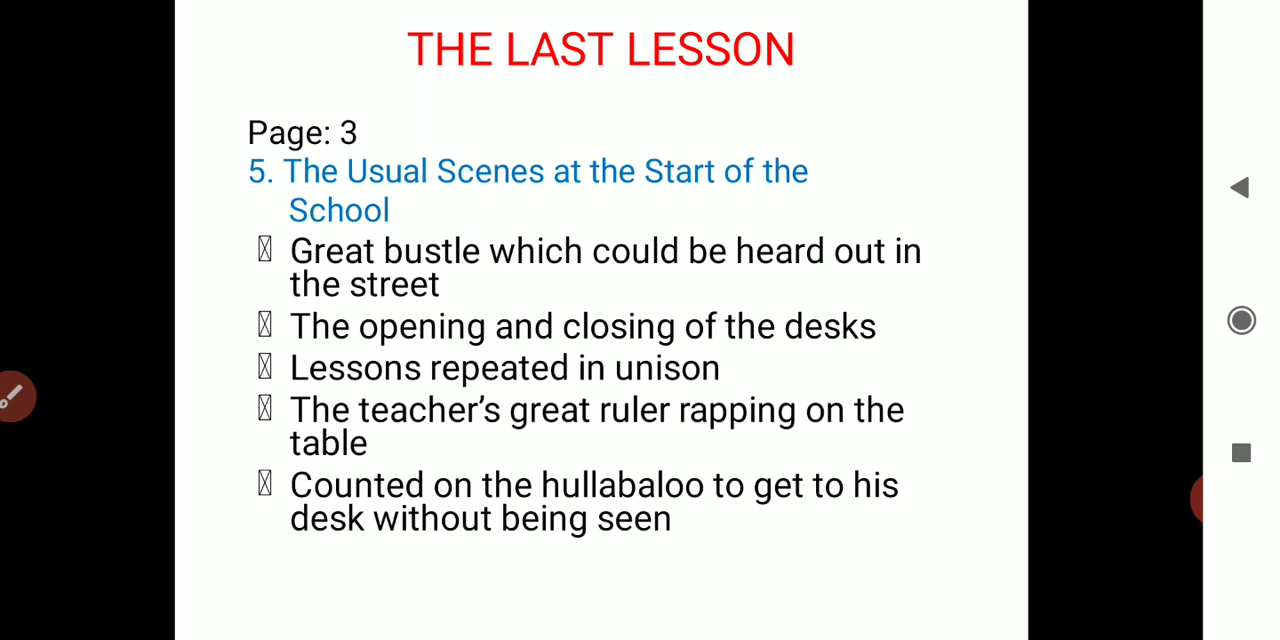 THE LAST LESSON
Page: 3
5. The Usual Scenes at the Start of the
School
Great bustle which could be heard out in
the street
The opening and closing of the desks
Lessons repeated in unison
The teacher’s great ruler rapping on the
table
Counted on the hullabaloo to get to his
desk without being seen